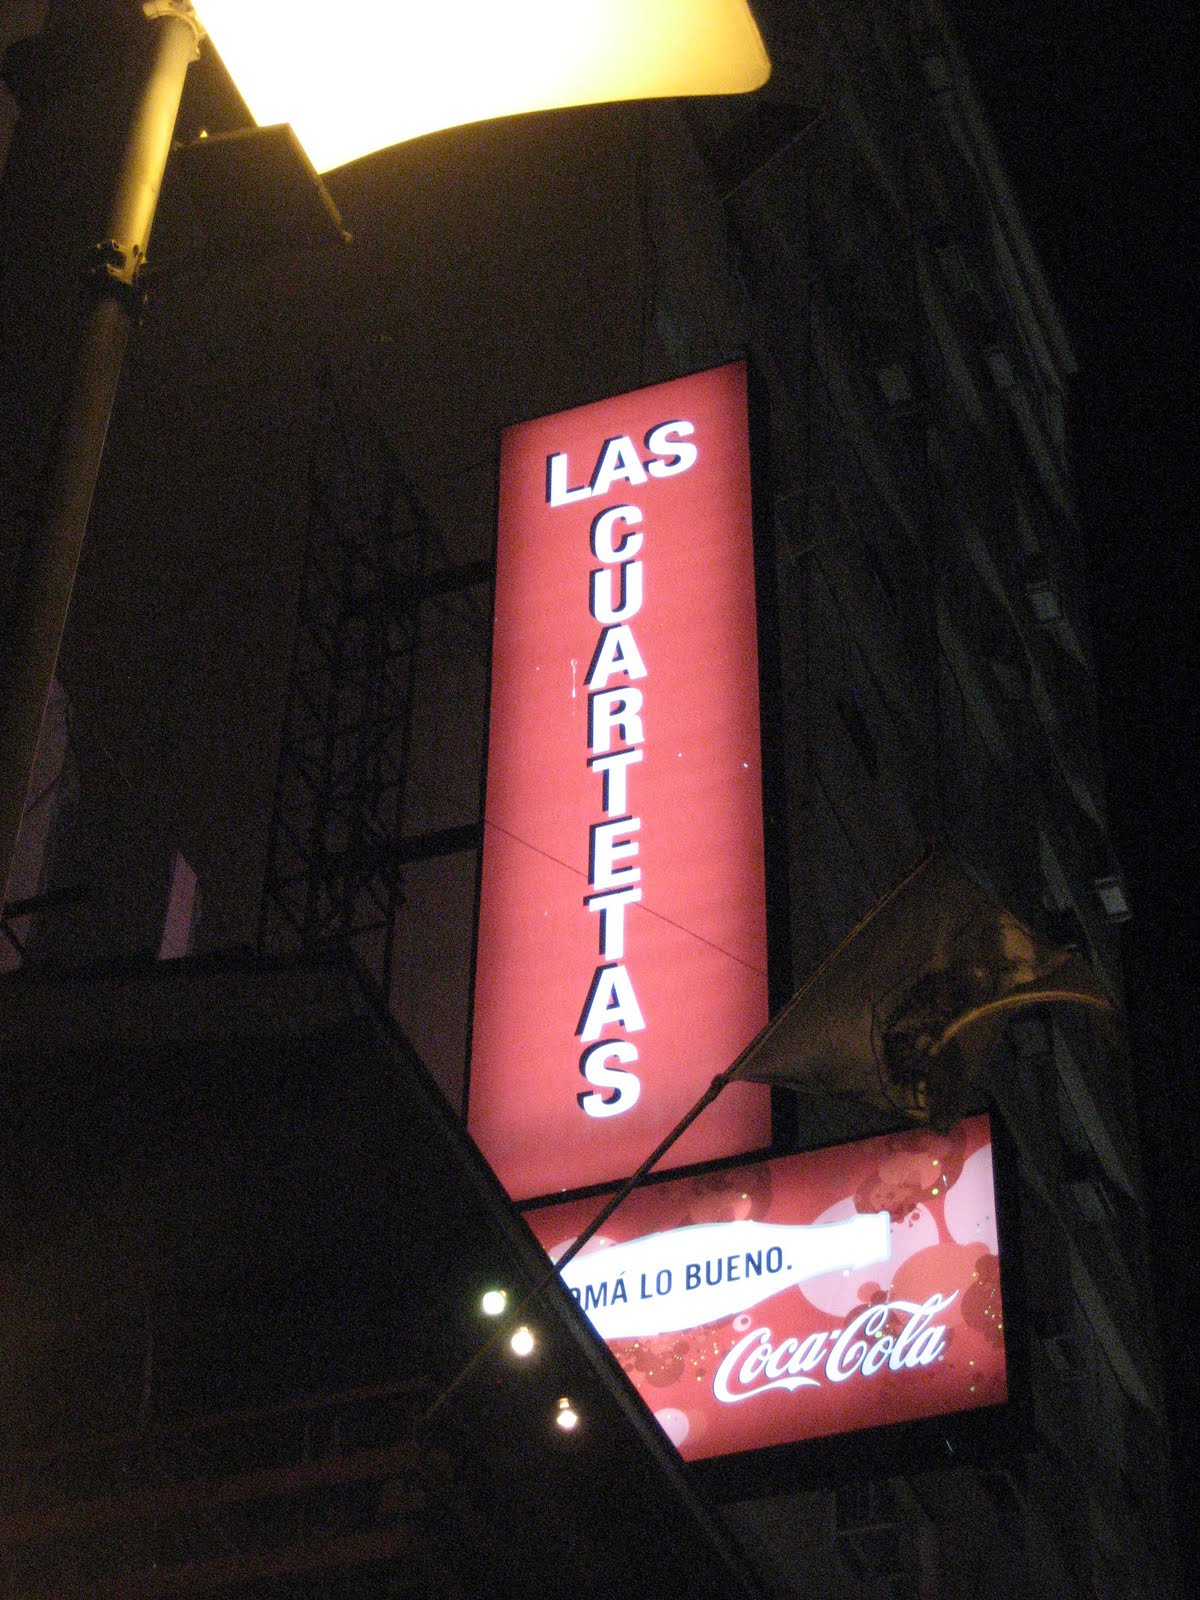 LAS
CUARTETAS
LO BUENO.
Coca-Cola